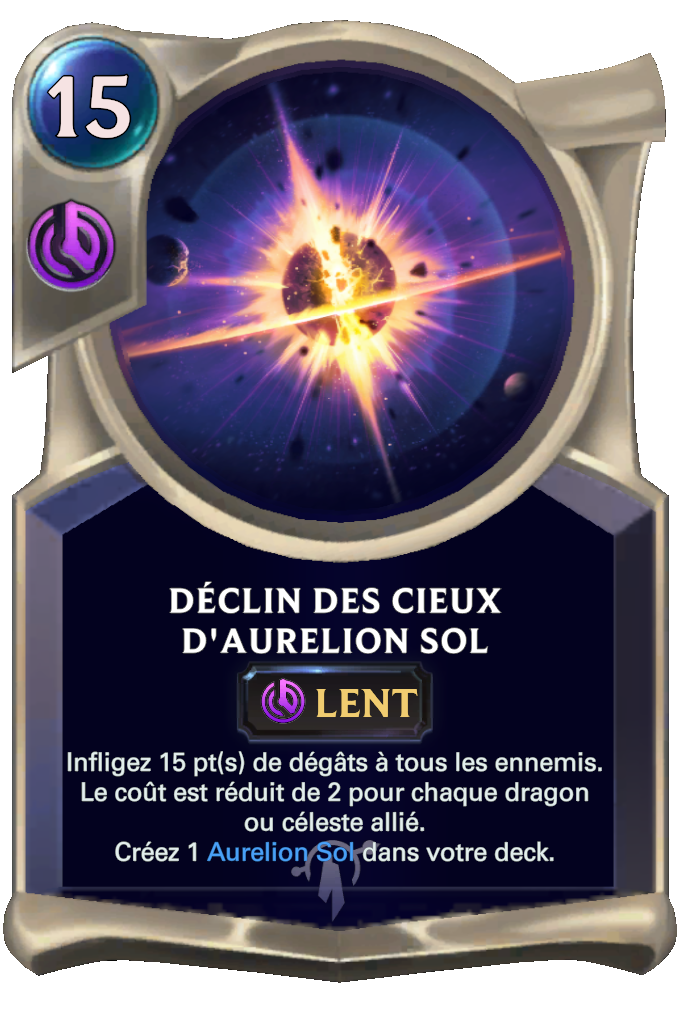 15
DÉCLIN DES CIEUX
D'AURELION SOL
LENT
Infligez 15 pt(s) de dégâts à tous les ennemis.
Le coût est réduit de 2 pour chaque dragon
ou céleste allié.
Créez 1 Aurelion Sol dans votre deck.